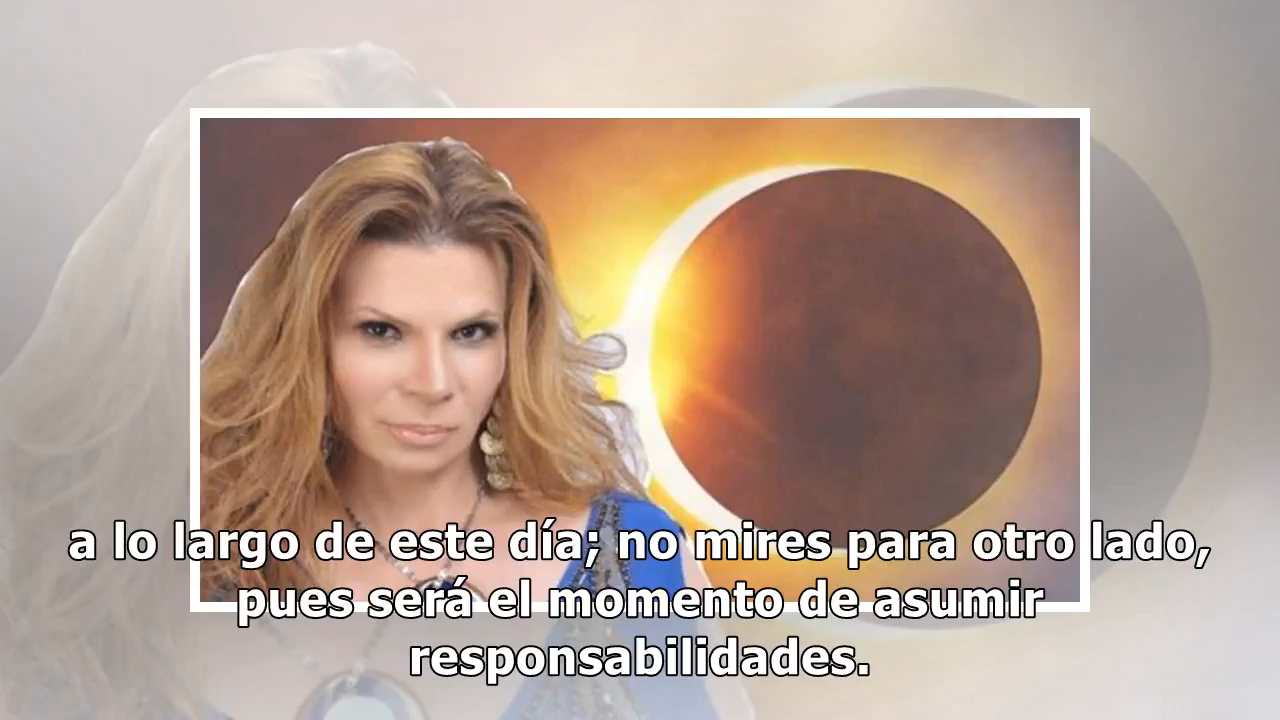 a lo largo de este día; no mires para otro lado,
pues será el momento de asumir
responsabilidades.